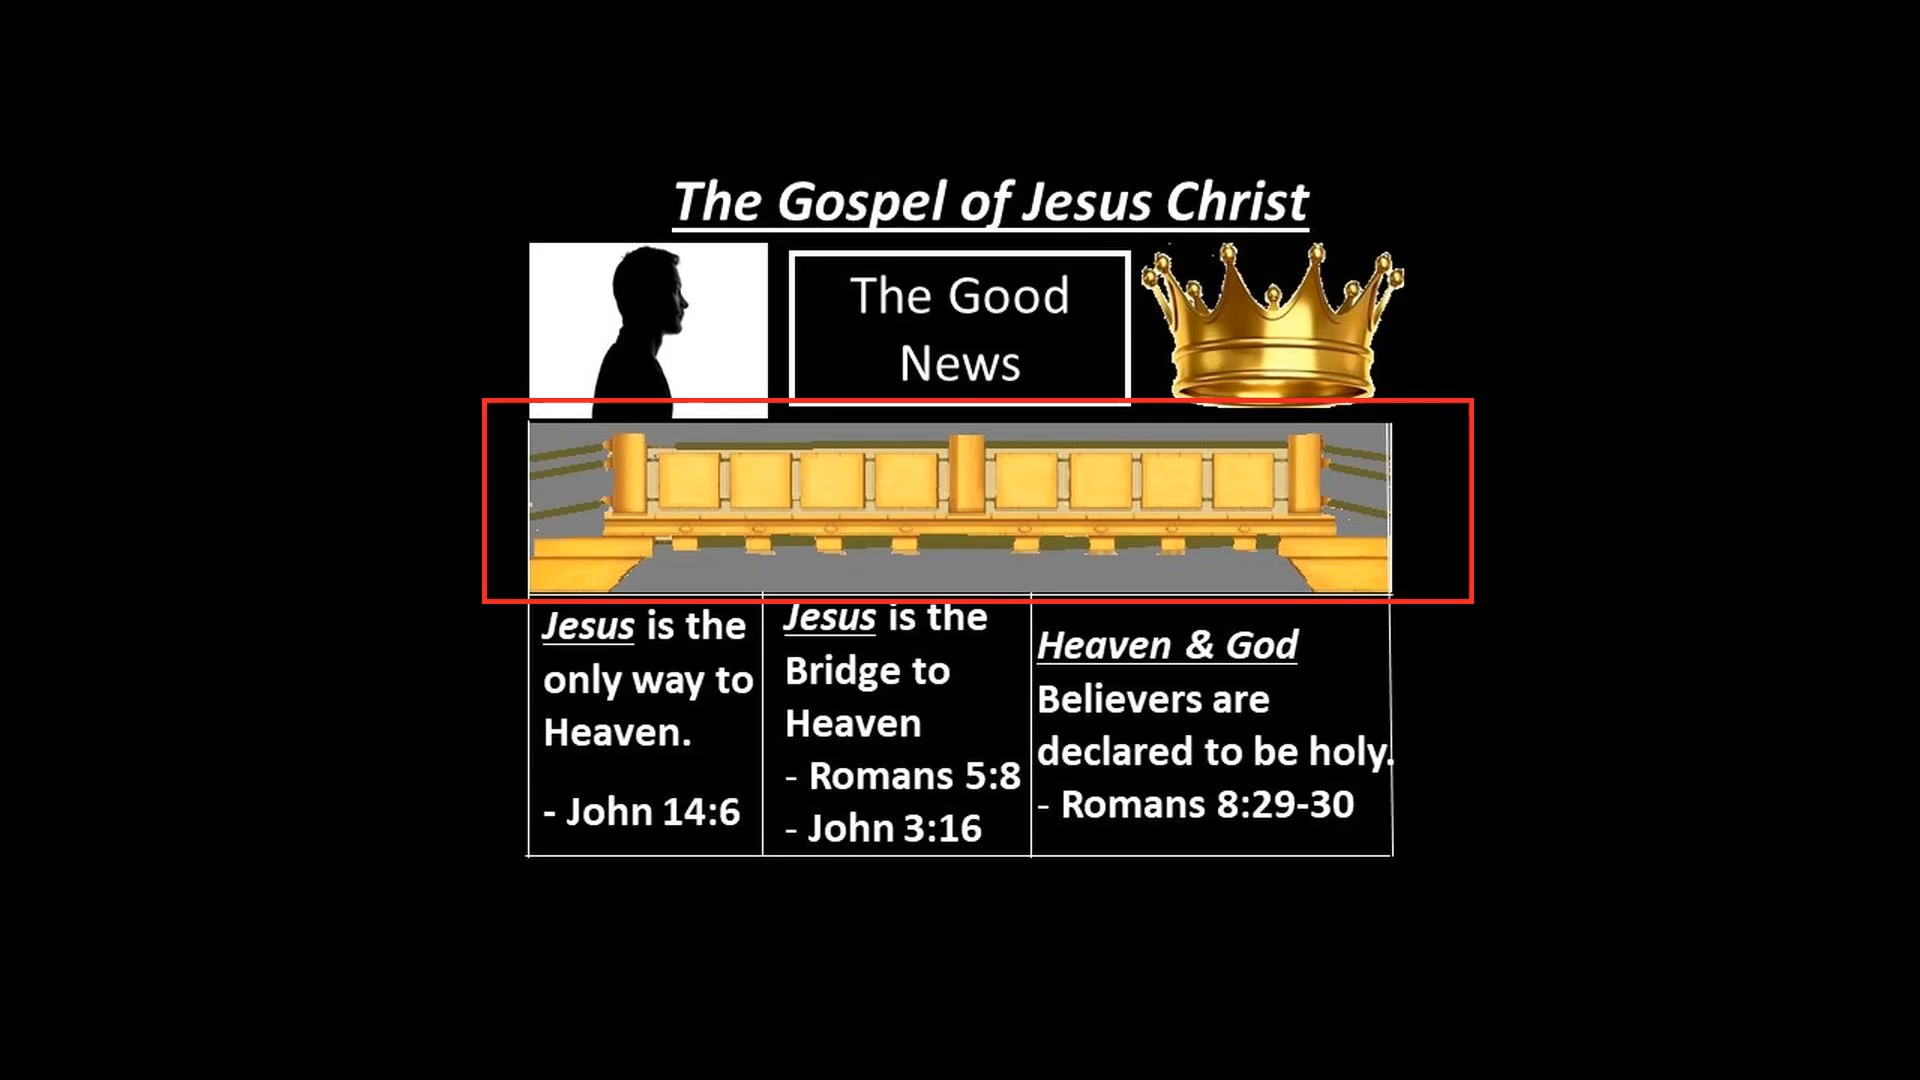 The Gospel of Jesus Christ
The Good
News
Jesus is the
only way to
Heaven.
- John 14:6
Jesus is the
Bridge to
Heaven
- Romans 5:8
- John 3:16
Heaven & God
Believers are
declared to be holy.
- Romans 8:29-30